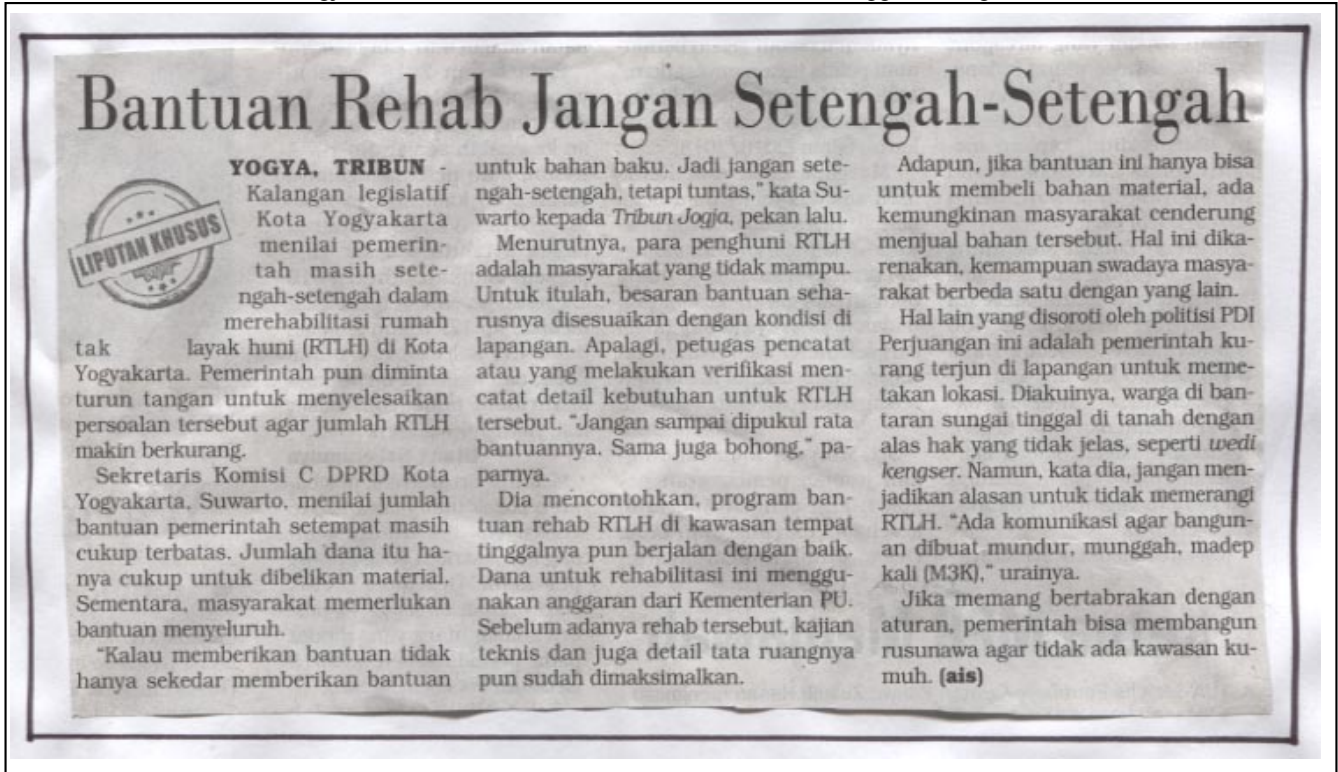 Bantuan Rehab Jangan Setengah-Setengah
LIPUTAN KHUSUS
YOGYA, TRIBUN -
Kalangan legislatif
Kota Yogyakarta
menilai pemerin-
tah masih sete-
ngah-setengah dalam
merehabilitasi rumah
tak layak huni (RTLH) di Kota
Yogyakarta. Pemerintah pun diminta
turun tangan untuk menyelesaikan
persoalan tersebut agar jumlah RTLH
makin berkurang.
Sekretaris Komisi C DPRD Kota
Yogyakarta, Suwarto, menilai jumlah
bantuan pemerintah setempat masih
cukup terbatas. Jumlah dana itu ha-
nya cukup untuk dibelikan material.
Sementara, masyarakat memerlukan
bantuan menyeluruh.
"Kalau memberikan bantuan tidak
hanya sekedar memberikan bantuan
untuk bahan baku. Jadi jangan sete-
ngah-setengah, tetapi tuntas," kata Su-
warto kepada Tribun Jogja, pekan lalu.
Menurutnya, para penghuni RTLH
adalah masyarakat yang tidak mampu.
Untuk itulah, besaran bantuan seha-
rusnya disesuaikan dengan kondisi di
lapangan. Apalagi, petugas pencatat
atau yang melakukan verifikasi men-
catat detail kebutuhan untuk RTLH
tersebut. "Jangan sampai dipukul rata
bantuannya. Sama juga bohong," pa-
parnya.
Dia mencontohkan, program ban-
tuan rehab RTLH di kawasan tempat
tinggalnya pun berjalan dengan baik.
Dana untuk rehabilitasi ini menggu-
nakan anggaran dari Kementerian PU.
Sebelum adanya rehab tersebut, kajian
teknis dan juga detail tata ruangnya
pun sudah dimaksimalkan.
Adapun, jika bantuan ini hanya bisa
untuk membeli bahan material, ada
kemungkinan masyarakat cenderung
menjual bahan tersebut. Hal ini dika-
renakan, kemampuan swadaya masya-
rakat berbeda satu dengan yang lain.
Hal lain yang disoroti oleh politisi PDI
Perjuangan ini adalah pemerintah ku-
rang terjun di lapangan untuk meme-
takan lokasi. Diakuinya, warga di ban-
taran sungai tinggal di tanah dengan
alas hak yang tidak jelas, seperti wedi
kengser. Namun, kata dia, jangan men-
jadikan alasan untuk tidak memerangi
RTLH. "Ada komunikasi agar bangun-
an dibuat mundur, munggah, madep
kali (M3K)," urainya.
Jika memang bertabrakan dengan
aturan, pemerintah bisa membangun
rusunawa agar tidak ada kawasan ku-
muh. (ais)